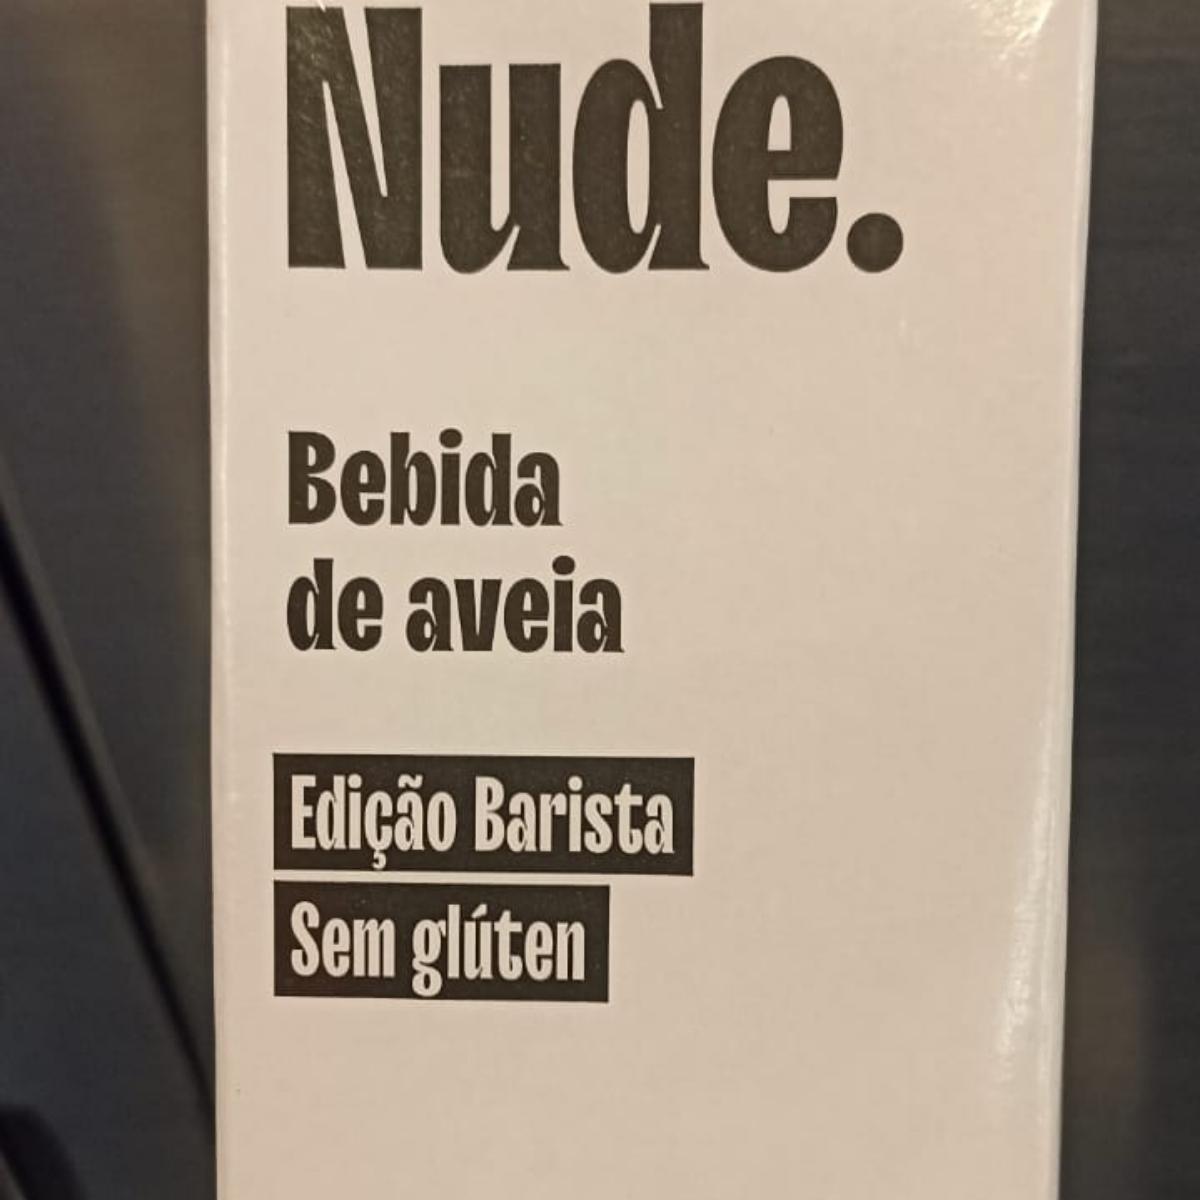 Nude.
Bebida
de aveia
Edição Barista
Sem glúten